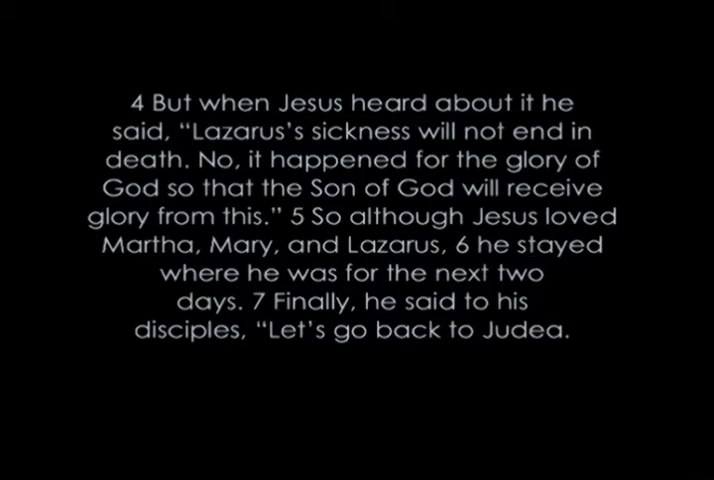 4 But when Jesus heard about it he
said, “Lazarus’s sickness will not end in
death. No, it happened for the glory of
God so that the Son of God will receive
glory from this.” 5 So although Jesus loved
Martha, Mary, and Lazarus, 6 he stayed
where he was for the next two
days. 7 Finally, he said to his
disciples, “Let’s go back to Judea.